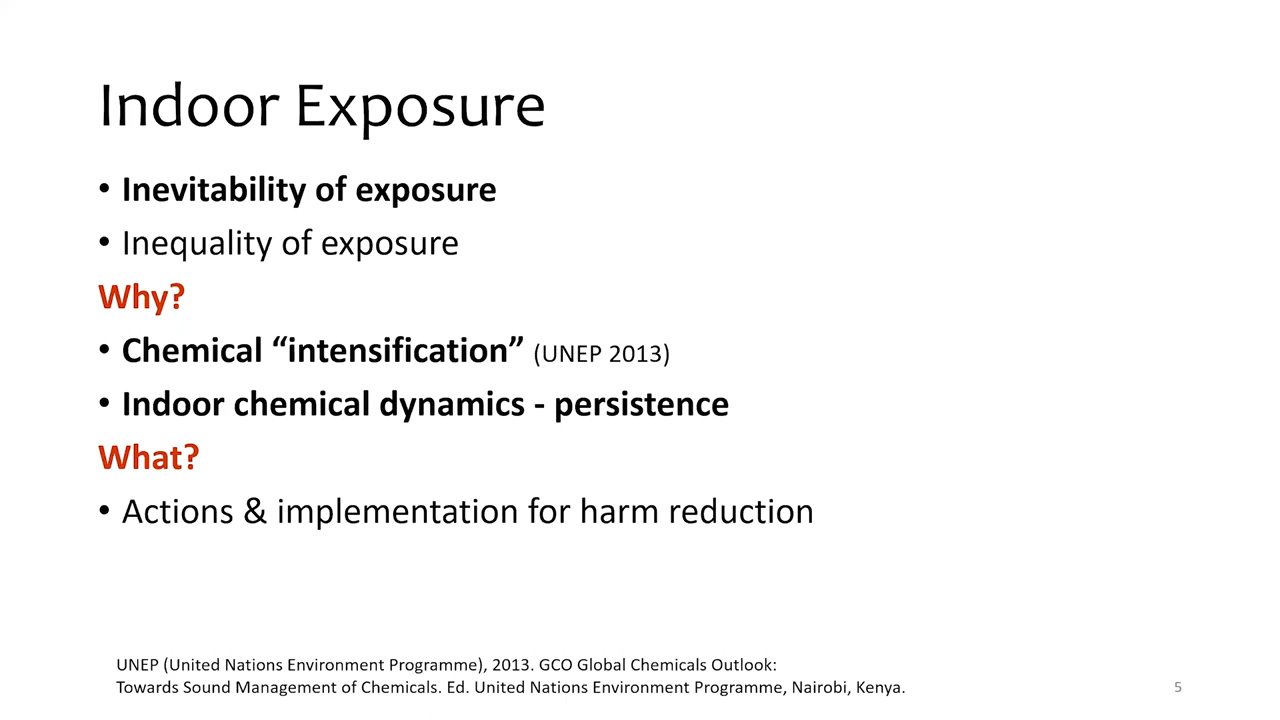 Indoor Exposure
• Inevitability of exposure
• Inequality of exposure
Why?
• Chemical “intensification” (UNEP 2013)
• Indoor chemical dynamics - persistence
What?
• Actions & implementation for harm reduction
UNEP (United Nations Environment Programme), 2013. GCO Global Chemicals Outlook:
Towards Sound Management of Chemicals. Ed. United Nations Environment Programme, Nairobi, Kenya.
5